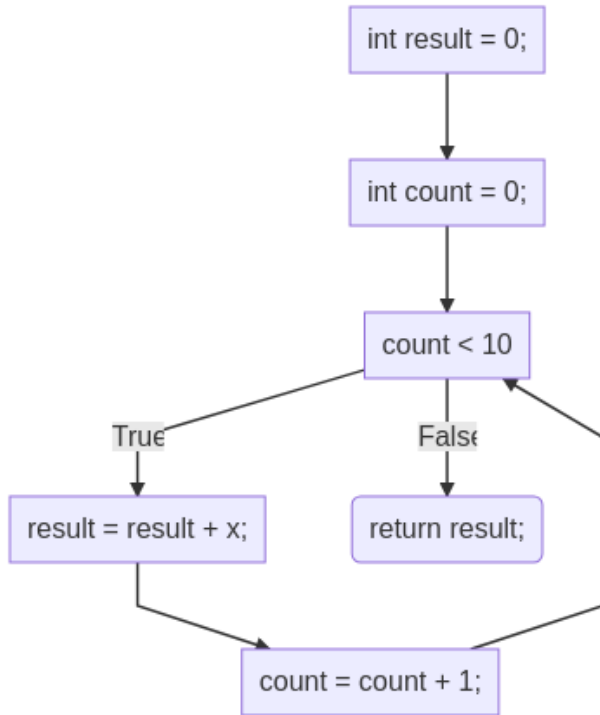 int result = 0;
int count = 0;
count < 10
True
False
result = result + x;
return result;
count = count + 1;